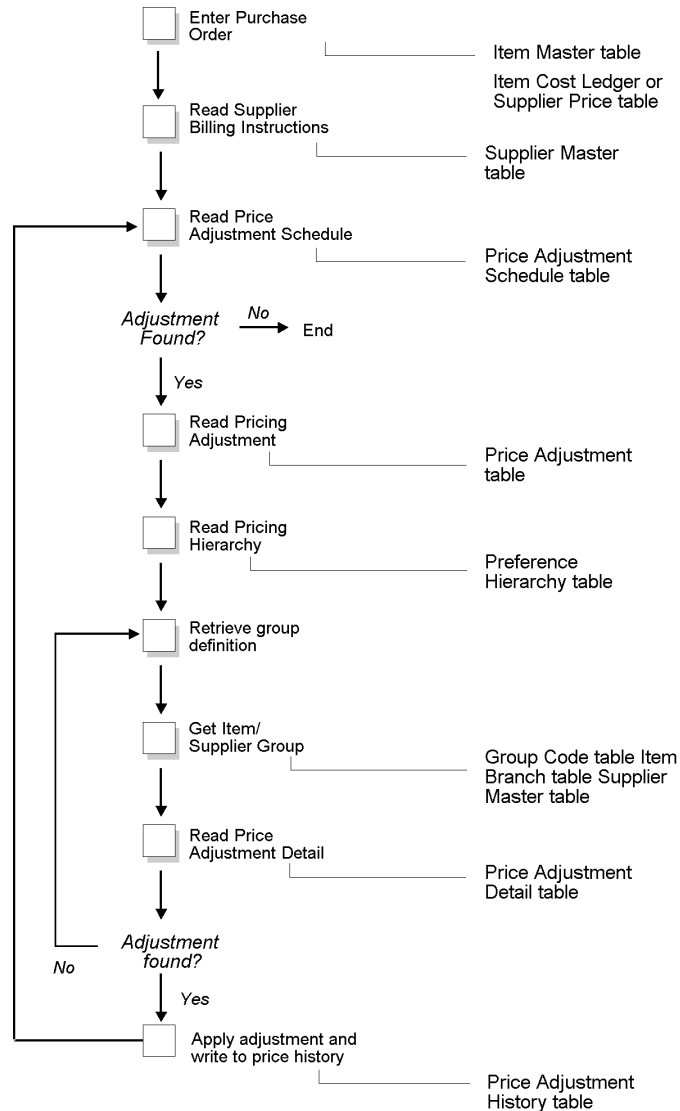 Enter Purchase
Order
Item Master table
Item Cost Ledger or
Supplier Price table
Read Supplier
Billing Instructions
Supplier Master
table
Read Price
Adjustment Schedule
Price Adjustment
Schedule table
Adjustment
Found?
No
End
Yes
Read Pricing
Adjustment
Price Adjustment
table
Read Pricing
Hierarchy
Preference
Hierarchy table
Retrieve group
definition
Get Item/
Supplier Group
Group Code table Item
Branch table Supplier
Master table
Read Price
Adjustment Detail
Price Adjustment
Detail table
Adjustment
found?
No
Yes
Apply adjustment and
write to price history
Price Adjustment
History table